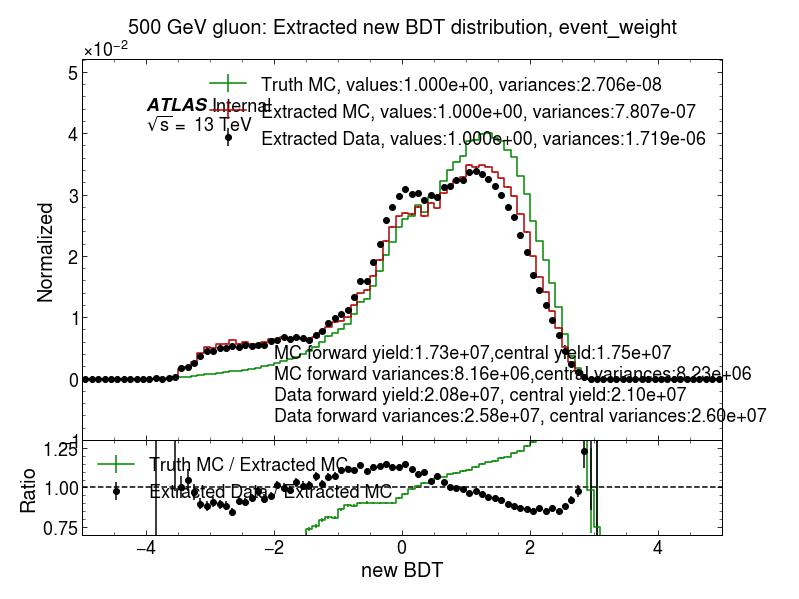 500 GeV gluon: Extracted new BDT distribution, event_weight
×10⁻²
Truth MC, values:1.000e+00, variances:2.706e-08
ATLAS Internal
Extracted MC, values:1.000e+00, variances:7.807e-07
√s = 13 TeV
Extracted Data, values:1.000e+00, variances:1.719e-06
5
4
3
2
1
0
−1
Normalized
MC forward yield:1.73e+07,central yield:1.75e+07
MC forward variances:8.16e+06,central variances:8.23e+06
Data forward yield:2.08e+07, central yield:2.10e+07
Data forward variances:2.58e+07, central variances:2.60e+07
1.25
1.00
0.75
Ratio
Truth MC / Extracted MC
Extracted Data / Extracted MC
−4 −2 0 2 4
new BDT